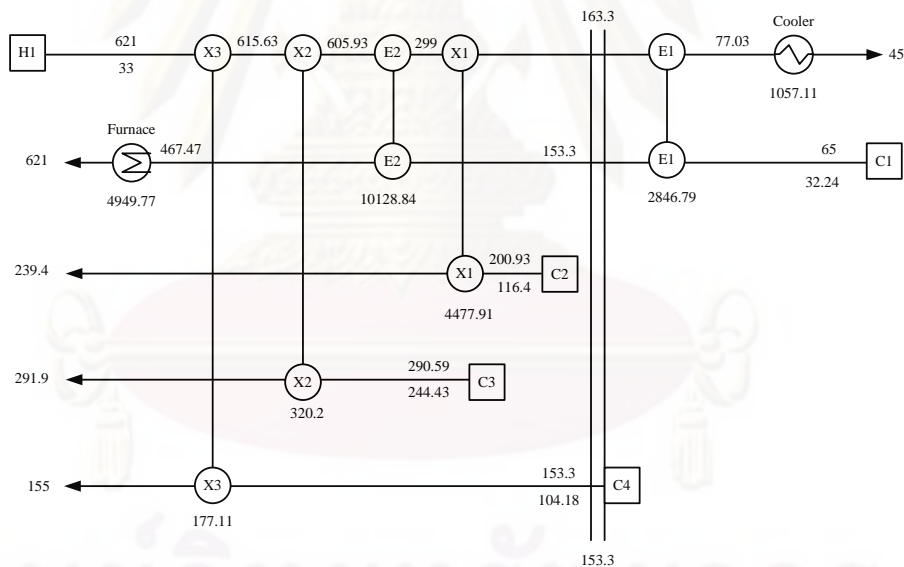 163.3
Cooler
H1
621
X3
615.63
X2
605.93
E2
299
X1
E1
77.03
45
33
1057.11
Furnace
621
467.47
E2
153.3
E1
65
C1
32.24
4949.77
10128.84
2846.79
239.4
X1
200.93
C2
116.4
4477.91
291.9
X2
290.59
C3
244.43
320.2
155
X3
153.3
C4
104.18
177.11
153.3